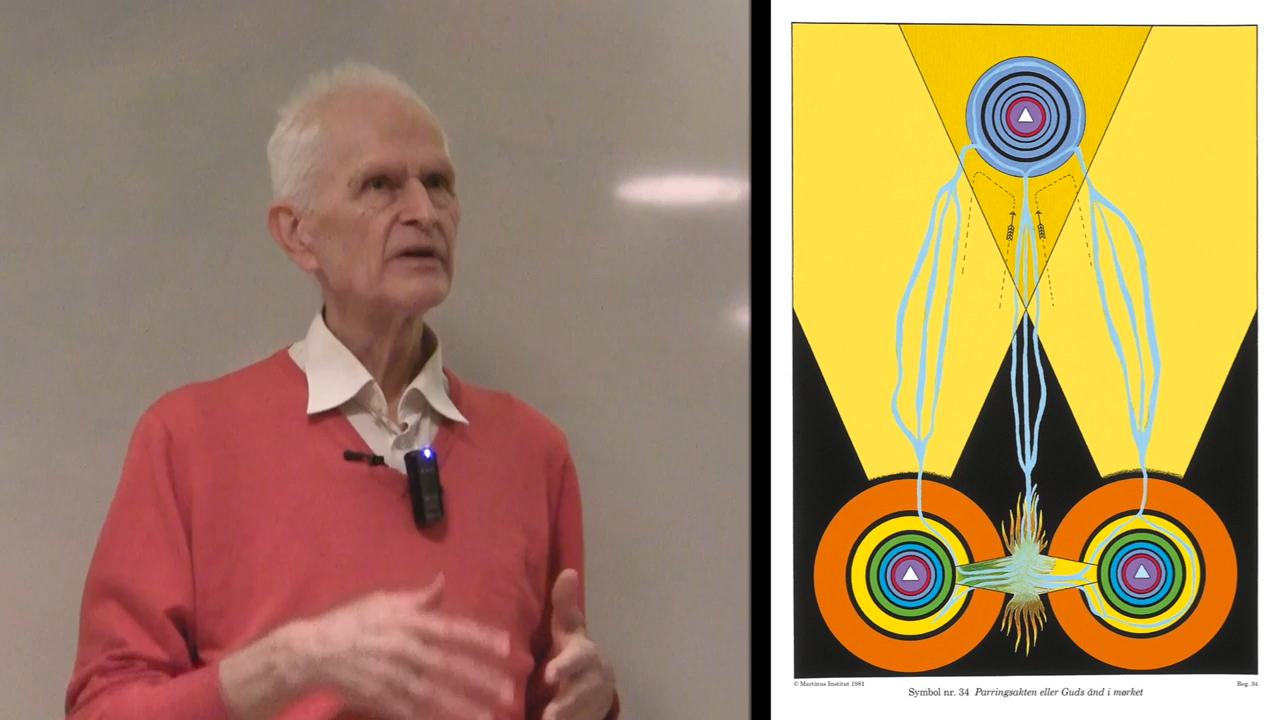 © Martinus Institut 1981
Reg. 34
Symbol nr. 34 Parringsakten eller Guds ånd i mørket